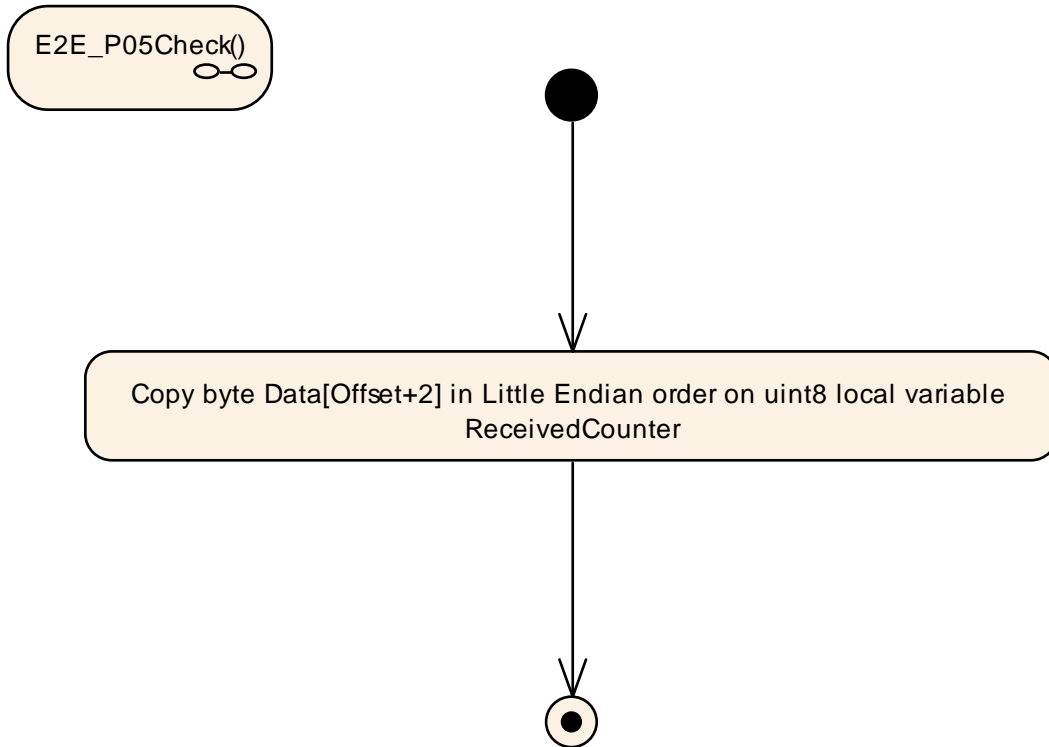 E2E_P05Check()
Copy byte Data[Offset+2] in Little Endian order on uint8 local variable
ReceivedCounter